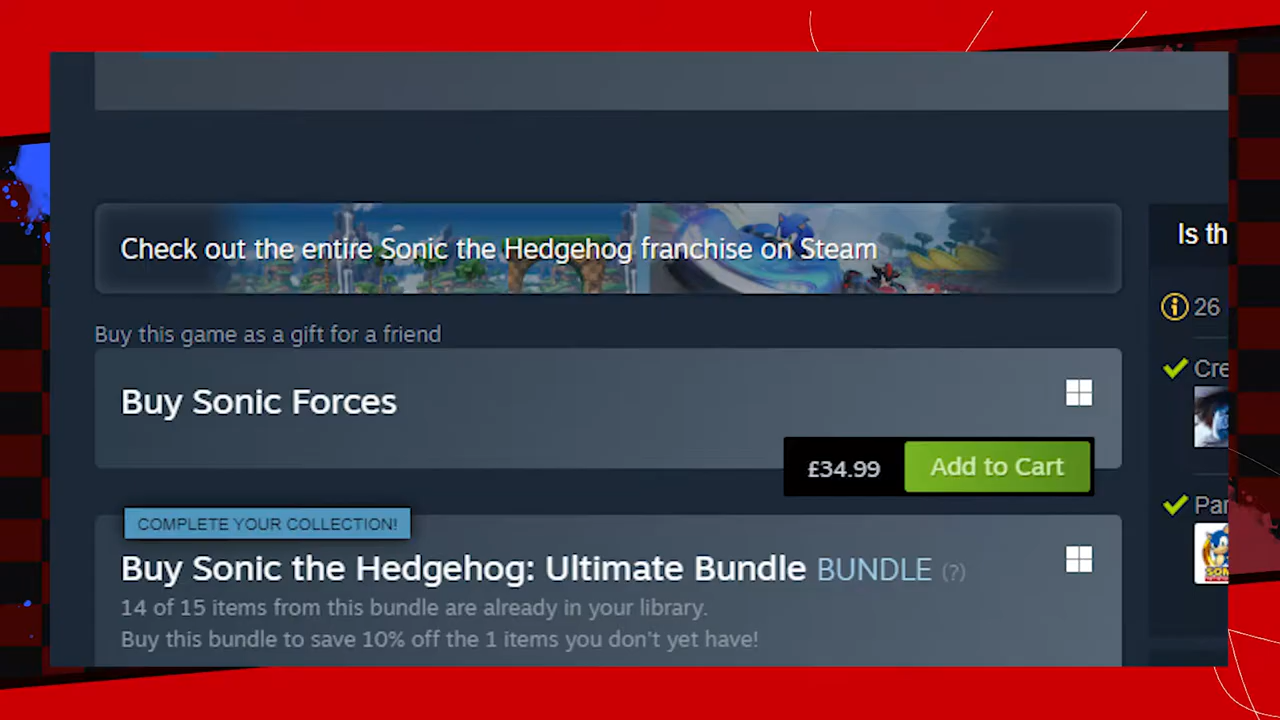 Check out the entire Sonic the Hedgehog franchise on Steam
Is th
26
Buy this game as a gift for a friend
Buy Sonic Forces
Cre
£34.99
Add to Cart
COMPLETE YOUR COLLECTION!
Par
Buy Sonic the Hedgehog: Ultimate Bundle BUNDLE (?)
14 of 15 items from this bundle are already in your library.
Buy this bundle to save 10% off the 1 items you don't yet have!